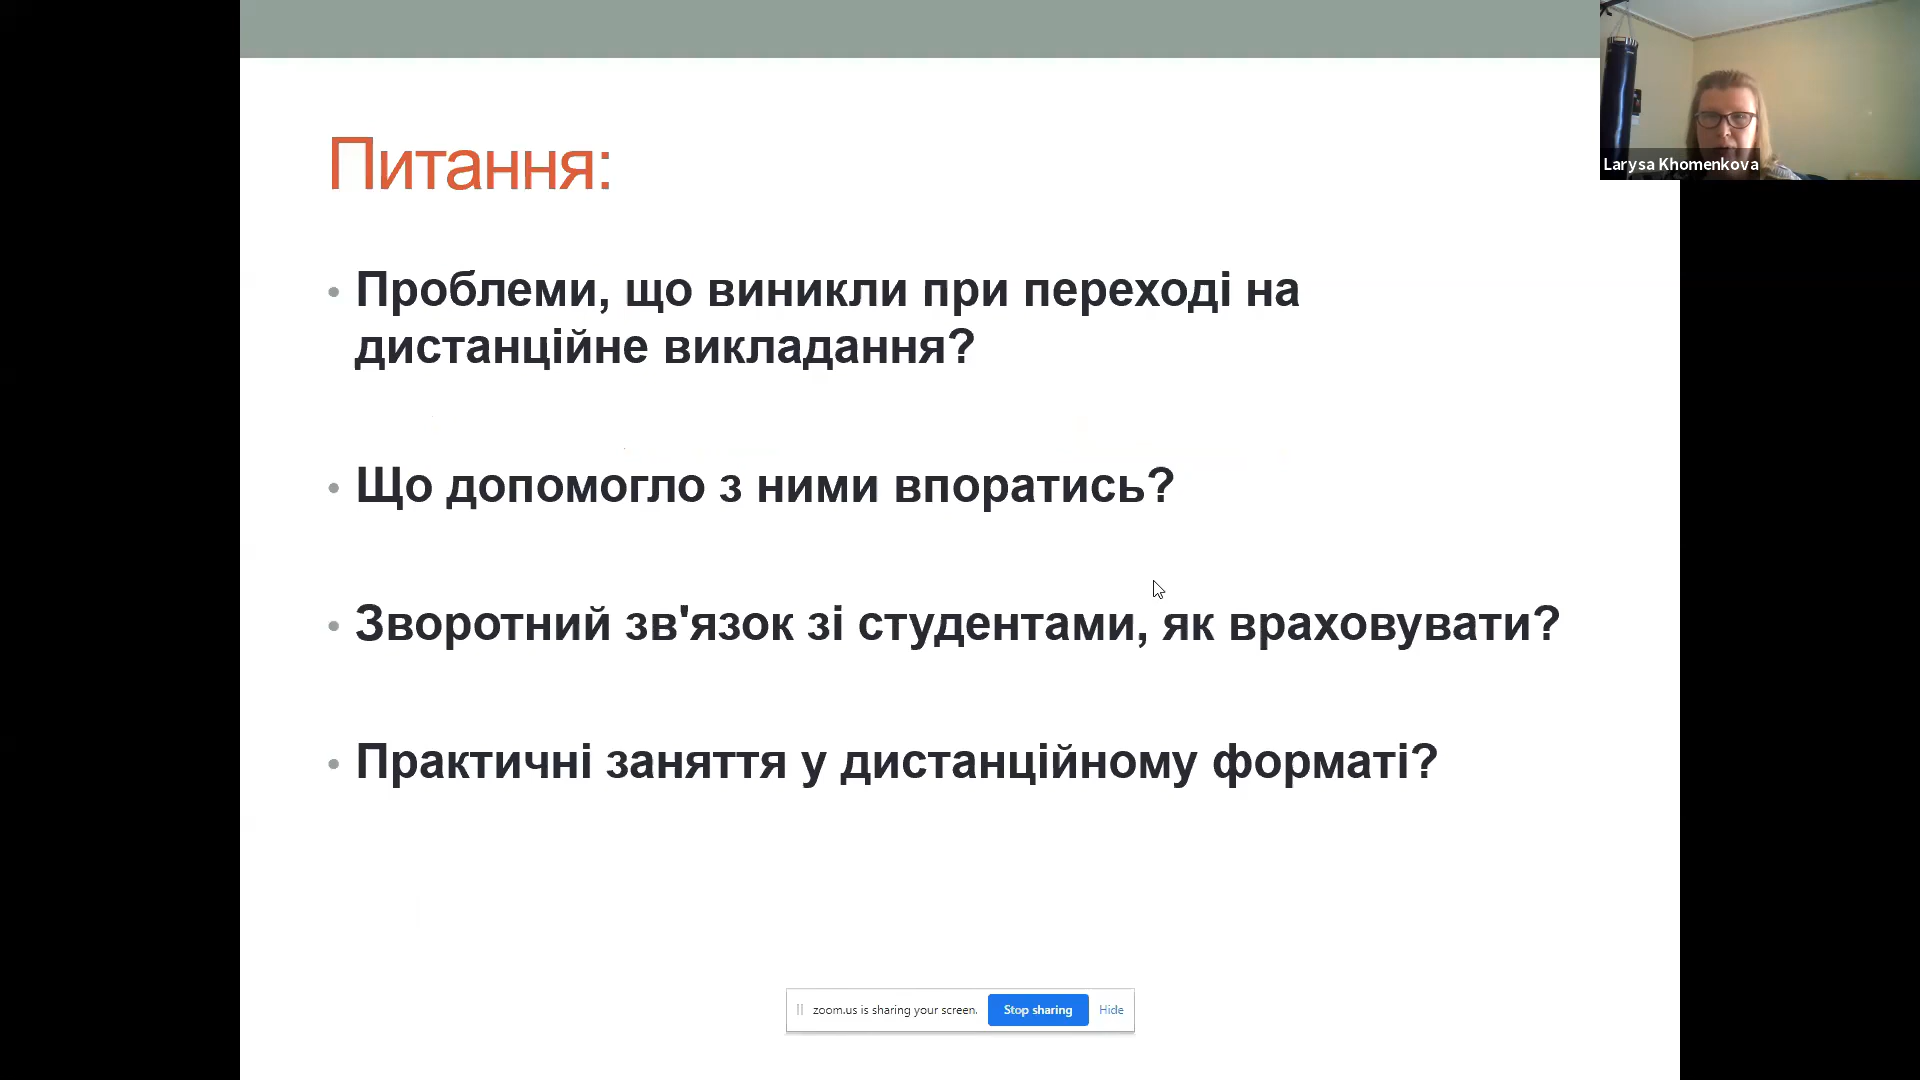 Питання:
• Проблеми, що виникли при переході на
дистанційне викладання?
• Що допомогло з ними впоратись?
• Зворотний зв'язок зі студентами, як враховувати?
• Практичні заняття у дистанційному форматі?
Larysa Khomenkova
zoom.us is sharing your screen. Stop sharing Hide